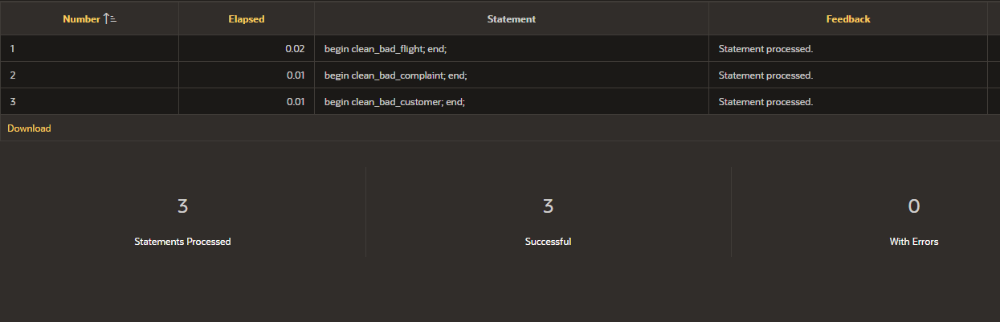 Number Elapsed Statement Feedback
1 0.02 begin clean_bad_flight; end; Statement processed.
2 0.01 begin clean_bad_complaint; end; Statement processed.
3 0.01 begin clean_bad_customer; end; Statement processed.
Download
3 3 0
Statements Processed Successful With Errors